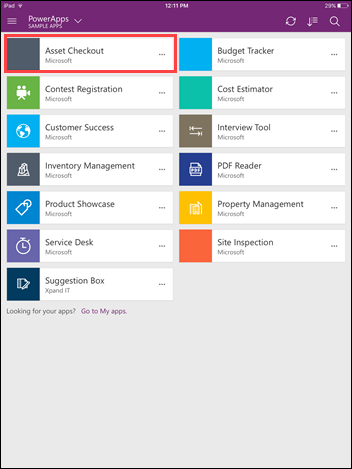 iPad
12:11 PM
29%
PowerApps
SAMPLE APPS
Asset Checkout
Microsoft
Budget Tracker
Microsoft
Contest Registration
Microsoft
Cost Estimator
Microsoft
Customer Success
Microsoft
Interview Tool
Microsoft
Inventory Management
Microsoft
PDF Reader
Microsoft
Product Showcase
Microsoft
Property Management
Microsoft
Service Desk
Microsoft
Site Inspection
Microsoft
Suggestion Box
Xpand IT
Looking for your apps? Go to My apps.